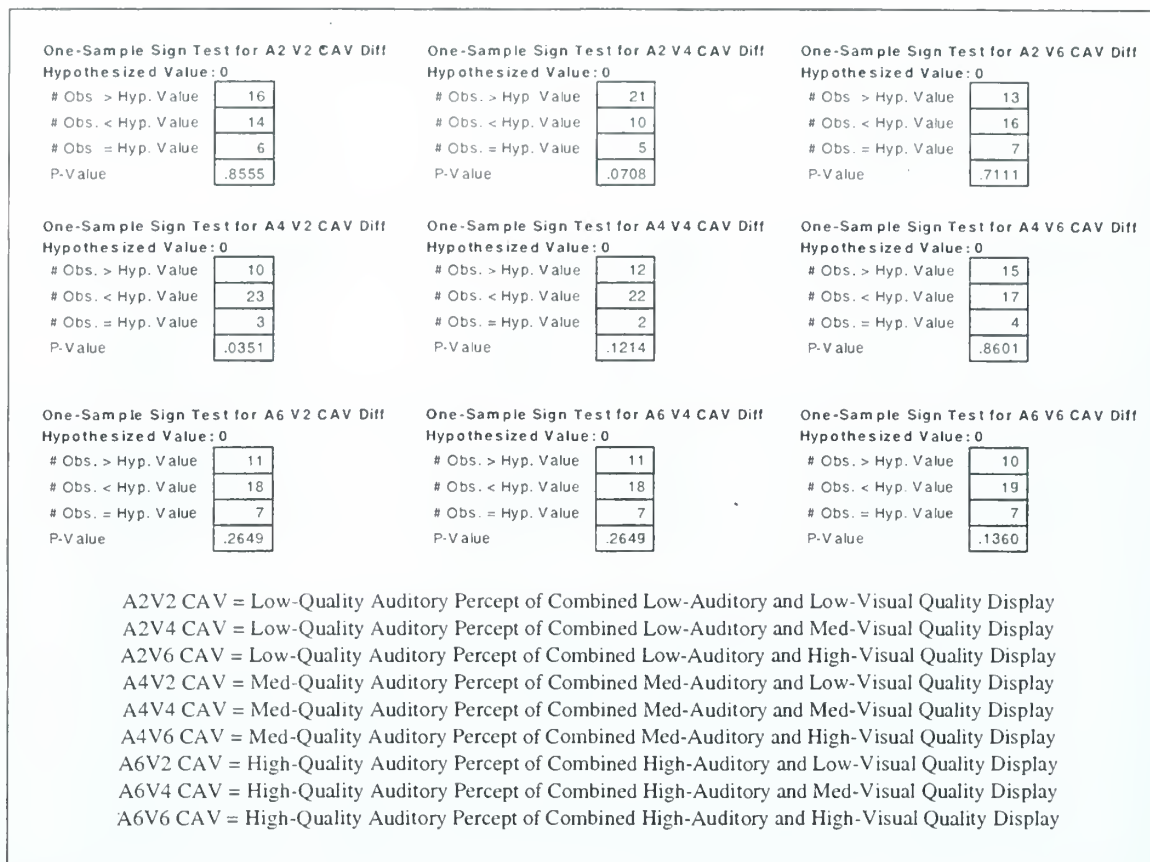 One-Sample Sign Test for A2 V2 CAV Diff
Hypothesized Value: 0
# Obs > Hyp. Value 16
# Obs. < Hyp. Value 14
# Obs = Hyp. Value 6
P-Value .8555
One-Sample Sign Test for A2 V4 CAV Diff
Hypothesized Value: 0
# Obs. > Hyp Value 21
# Obs. < Hyp. Value 10
# Obs. = Hyp. Value 5
P-Value .0708
One-Sample Sign Test for A2 V6 CAV Diff
Hypothesized Value: 0
# Obs > Hyp. Value 13
# Obs. < Hyp. Value 16
# Obs. = Hyp. Value 7
P-Value .7111
One-Sample Sign Test for A4 V2 CAV Diff
Hypothesized Value: 0
# Obs. > Hyp. Value 10
# Obs. < Hyp. Value 23
# Obs. = Hyp. Value 3
P-Value .0351
One-Sample Sign Test for A4 V4 CAV Diff
Hypothesized Value: 0
# Obs. > Hyp. Value 12
# Obs. < Hyp. Value 22
# Obs. = Hyp. Value 2
P-Value .1214
One-Sample Sign Test for A4 V6 CAV Diff
Hypothesized Value: 0
# Obs. > Hyp. Value 15
# Obs. < Hyp. Value 17
# Obs. = Hyp. Value 4
P-Value .8601
One-Sample Sign Test for A6 V2 CAV Diff
Hypothesized Value: 0
# Obs. > Hyp. Value 11
# Obs. < Hyp. Value 18
# Obs. = Hyp. Value 7
P-Value .2649
One-Sample Sign Test for A6 V4 CAV Diff
Hypothesized Value: 0
# Obs. > Hyp. Value 11
# Obs. < Hyp. Value 18
# Obs. = Hyp. Value 7
P-Value .2649
One-Sample Sign Test for A6 V6 CAV Diff
Hypothesized Value: 0
# Obs. > Hyp. Value 10
# Obs. < Hyp. Value 19
# Obs. = Hyp. Value 7
P-Value .1360
A2V2 CAV = Low-Quality Auditory Percept of Combined Low-Auditory and Low-Visual Quality Display
A2V4 CAV = Low-Quality Auditory Percept of Combined Low-Auditory and Med-Visual Quality Display
A2V6 CAV = Low-Quality Auditory Percept of Combined Low-Auditory and High-Visual Quality Display
A4V2 CAV = Med-Quality Auditory Percept of Combined Med-Auditory and Low-Visual Quality Display
A4V4 CAV = Med-Quality Auditory Percept of Combined Med-Auditory and Med-Visual Quality Display
A4V6 CAV = Med-Quality Auditory Percept of Combined Med-Auditory and High-Visual Quality Display
A6V2 CAV = High-Quality Auditory Percept of Combined High-Auditory and Low-Visual Quality Display
A6V4 CAV = High-Quality Auditory Percept of Combined High-Auditory and Med-Visual Quality Display
A6V6 CAV = High-Quality Auditory Percept of Combined High-Auditory and High-Visual Quality Display